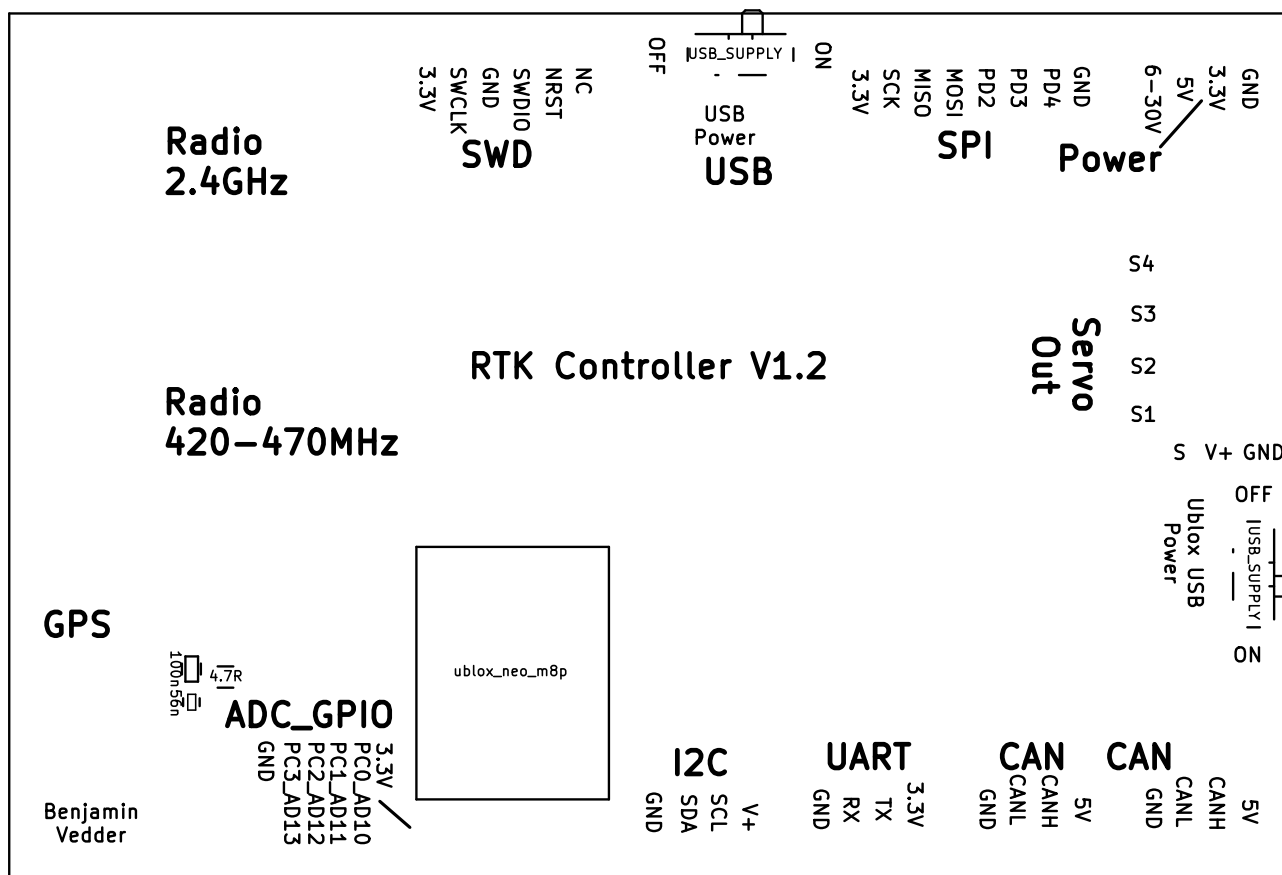 OFF
USB_SUPPLY
ON
3.3V
SWCLK
GND
SWDIO
NRST
NC
SWD
USB
Power
USB
3.3V
SCK
MISO
MOSI
PD2
PD3
PD4
GND
SPI
6-30V
5V
3.3V
GND
Power
Radio
2.4GHz
S4
S3
S2
S1
Servo
Out
RTK Controller V1.2
Radio
420-470MHz
S V+ GND
OFF
Ublox USB
Power
USB_SUPPLY
ON
GPS
100n
56n
4.7R
ublox_neo_m8p
ADC_GPIO
GND
PC3_AD13
PC2_AD12
PC1_AD11
PC0_AD10
3.3V
I2C
GND
SDA
SCL
V+
UART
GND
RX
TX
3.3V
CAN
GND
CANL
CANH
5V
CAN
GND
CANL
CANH
5V
Benjamin
Vedder